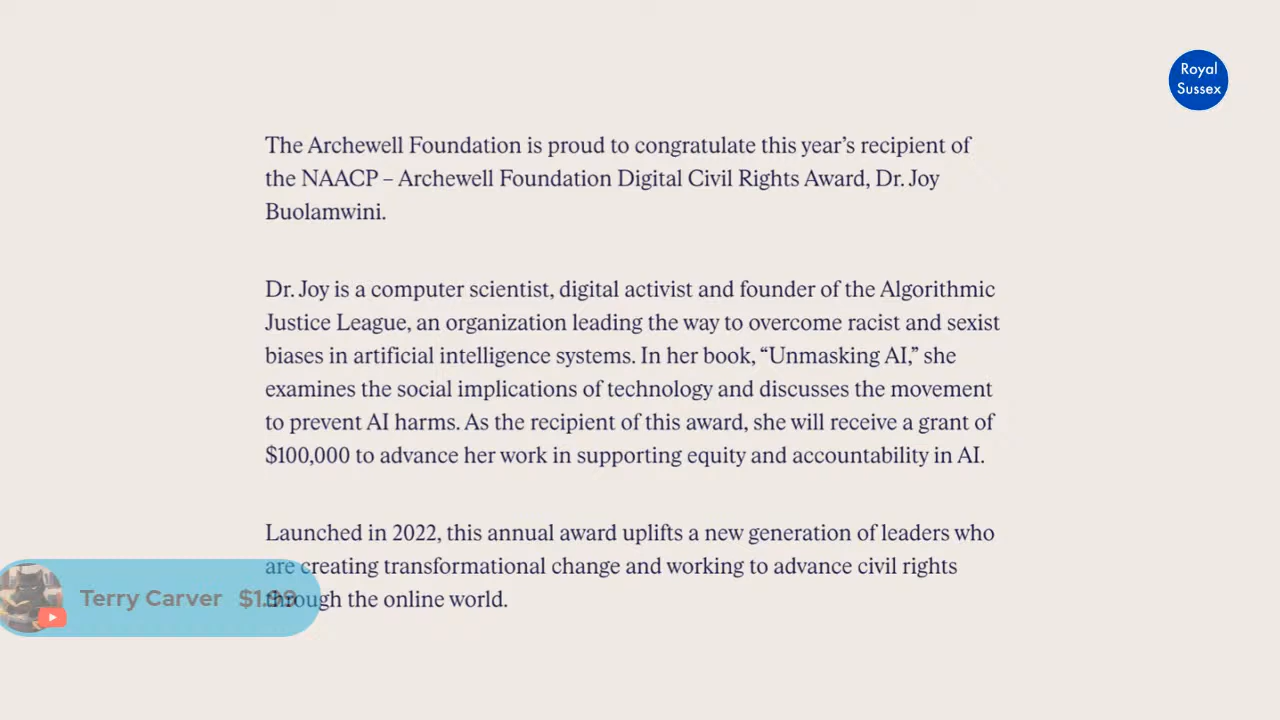 Royal
Sussex
The Archewell Foundation is proud to congratulate this year’s recipient of
the NAACP – Archewell Foundation Digital Civil Rights Award, Dr. Joy
Buolamwini.
Dr. Joy is a computer scientist, digital activist and founder of the Algorithmic
Justice League, an organization leading the way to overcome racist and sexist
biases in artificial intelligence systems. In her book, “Unmasking AI,” she
examines the social implications of technology and discusses the movement
to prevent AI harms. As the recipient of this award, she will receive a grant of
$100,000 to advance her work in supporting equity and accountability in AI.
Launched in 2022, this annual award uplifts a new generation of leaders who
are creating transformational change and working to advance civil rights
through the online world.
Terry Carver